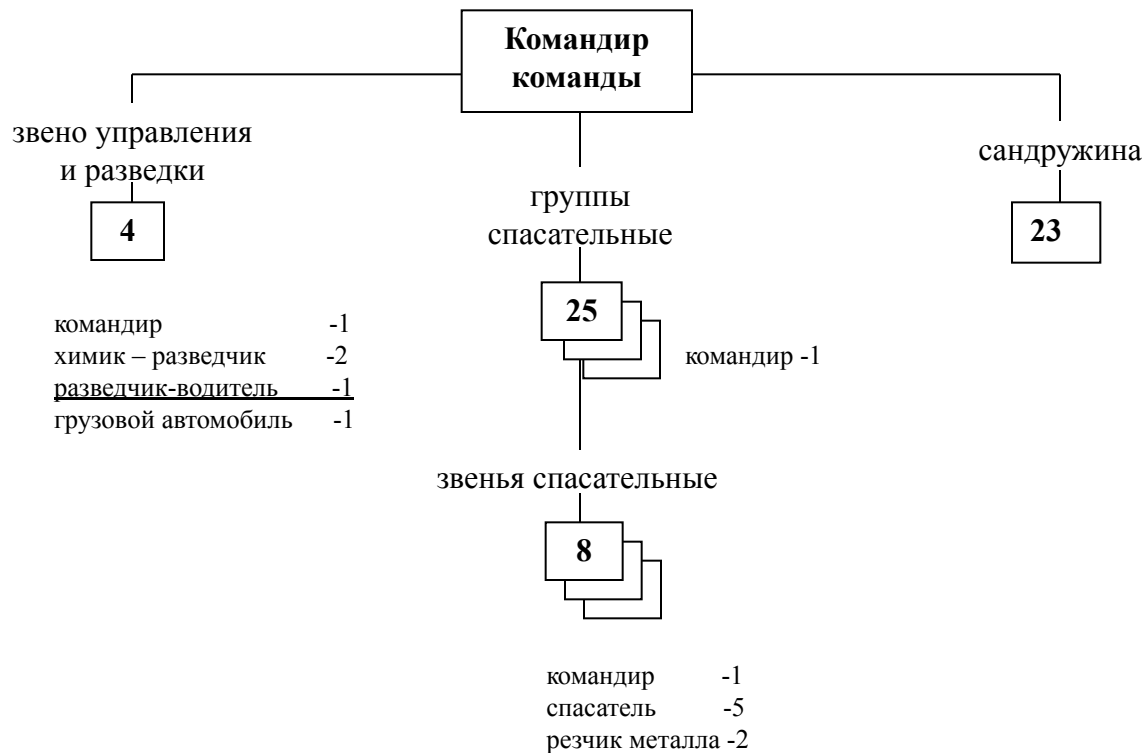 Командир
команды
звено управления
и разведки
4
командир -1
химик – разведчик -2
разведчик-водитель -1
грузовой автомобиль -1
группы
спасательные
25
командир -1
звенья спасательные
8
командир -1
спасатель -5
резчик металла -2
сандружина
23